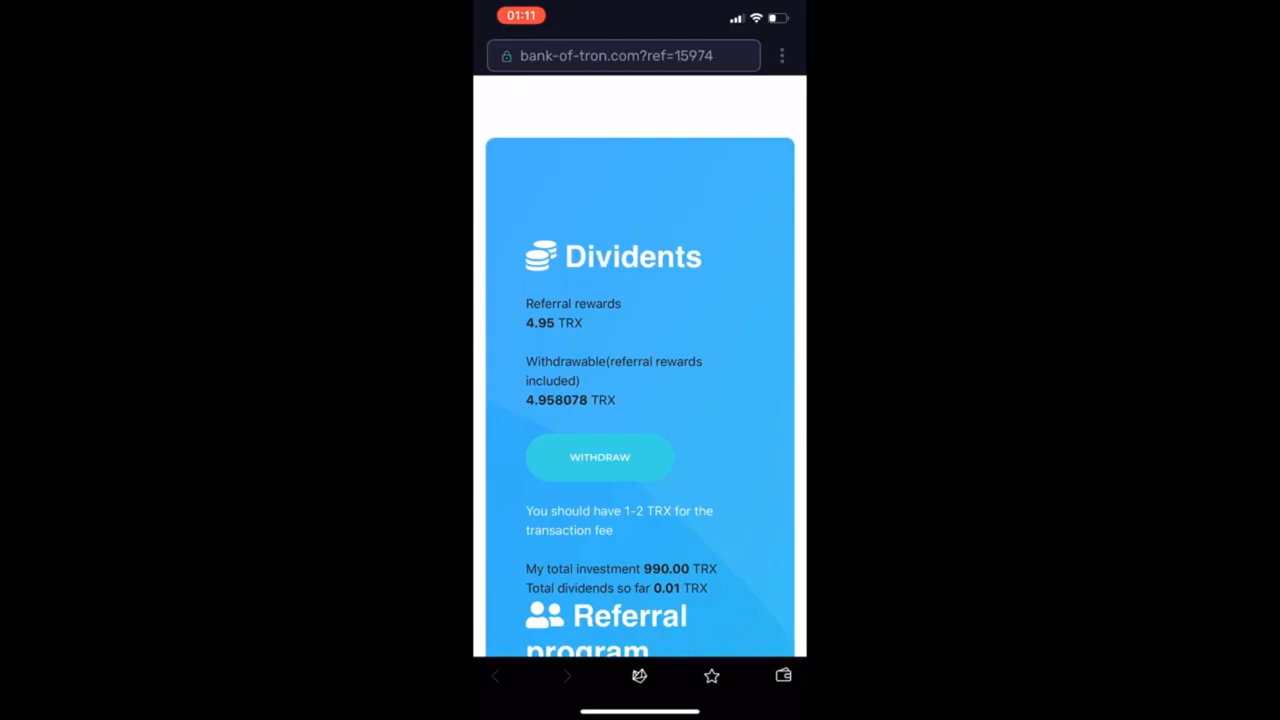 01:11
bank-of-tron.com?ref=15974
Dividents
Referral rewards
4.95 TRX
Withdrawable(referral rewards
included)
4.958078 TRX
WITHDRAW
You should have 1-2 TRX for the
transaction fee
My total investment 990.00 TRX
Total dividends so far 0.01 TRX
Referral
program